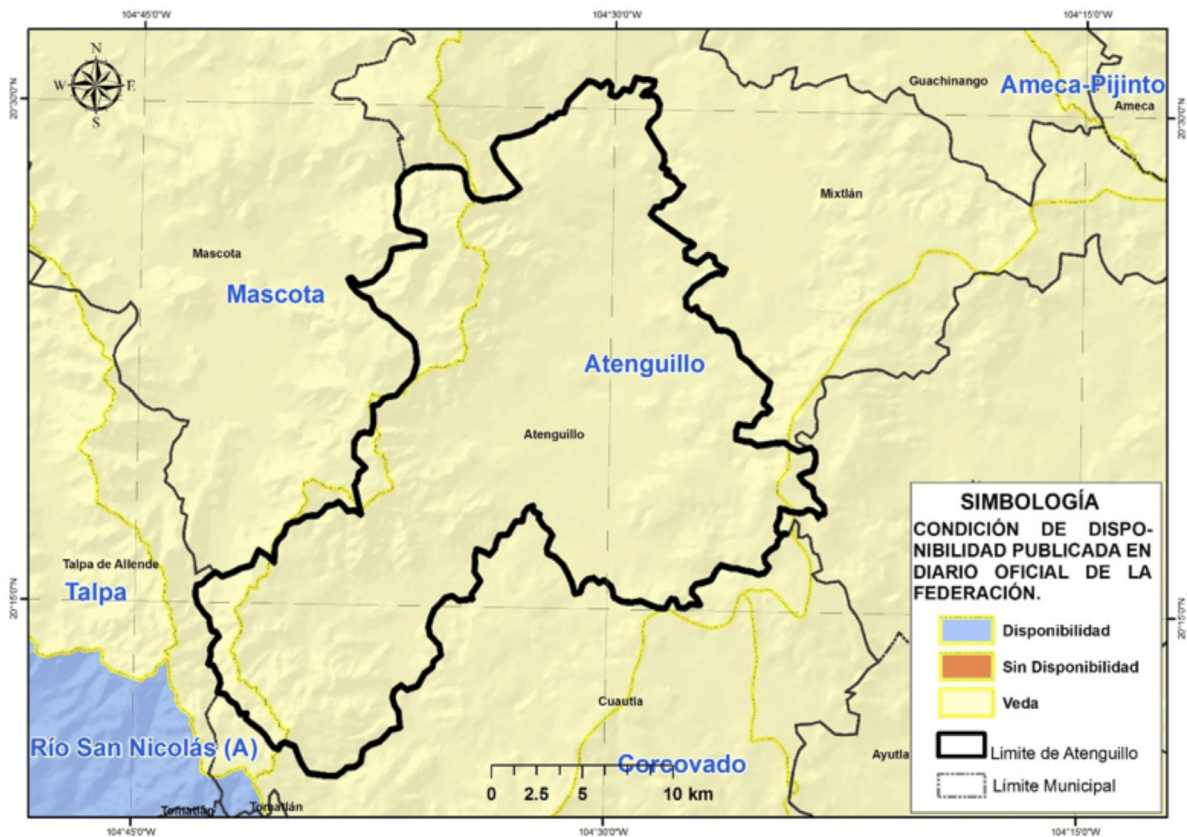 104°45'0"W
104°30'0"W
104°15'0"W
N
W E
S
20°30'0"N
20°30'0"N
Guachinango
Ameca-Pijinto
Ameca
Mixtlán
Mascota
Mascota
Atenguillo
Atenguillo
Talpa de Allende
Talpa
20°15'0"N
20°15'0"N
Cuautla
Río San Nicolás (A)
Corcovado
Ayutla
Tomatlán
Tomatlán
0 2.5 5 10 km
SIMBOLOGÍA
CONDICIÓN DE DISPO-
NIBILIDAD PUBLICADA EN
DIARIO OFICIAL DE LA
FEDERACIÓN.
Disponibilidad
Sin Disponibilidad
Veda
Limite de Atenguillo
Límite Municipal
104°45'0"W
104°30'0"W
104°15'0"W